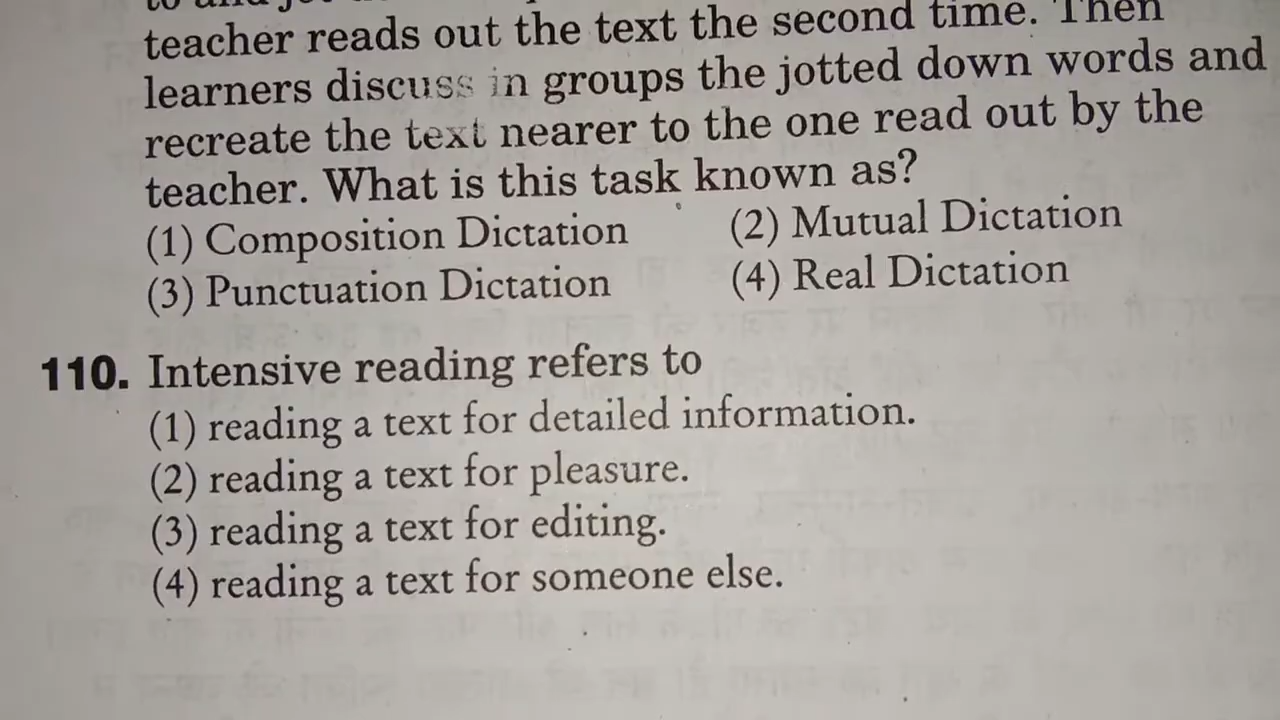 teacher reads out the text the second time. Then
learners discuss in groups the jotted down words and
recreate the text nearer to the one read out by the
teacher. What is this task known as?
(1) Composition Dictation (2) Mutual Dictation
(3) Punctuation Dictation (4) Real Dictation
110. Intensive reading refers to
(1) reading a text for detailed information.
(2) reading a text for pleasure.
(3) reading a text for editing.
(4) reading a text for someone else.